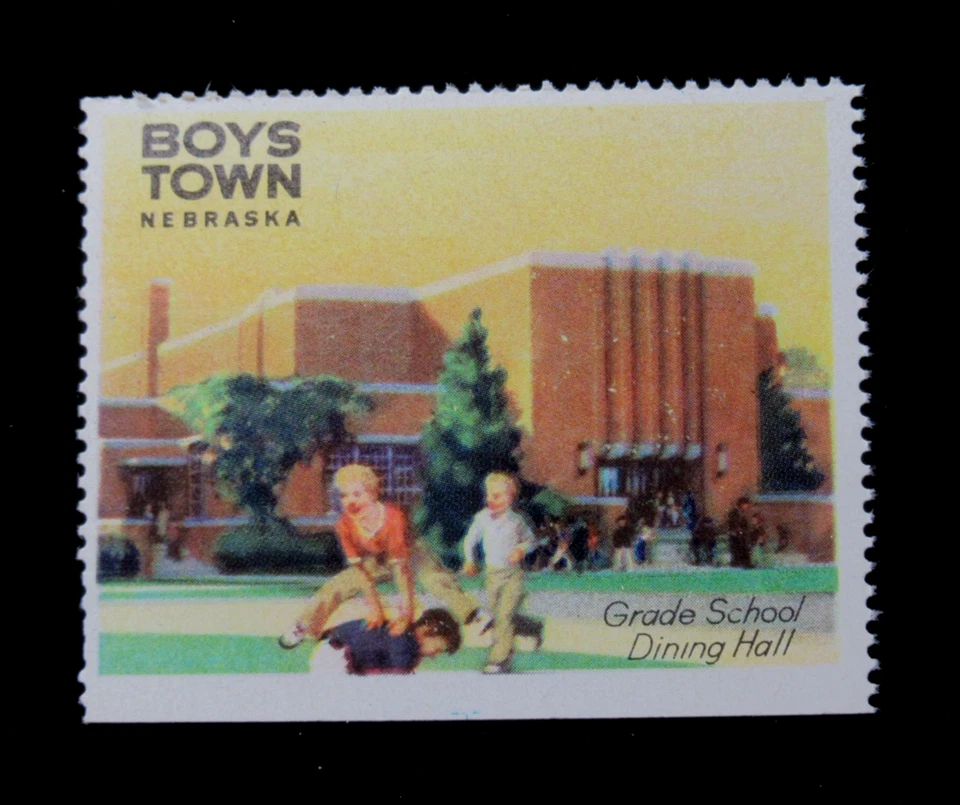 BOYS
TOWN
NEBRASKA
Grade School
Dining Hall